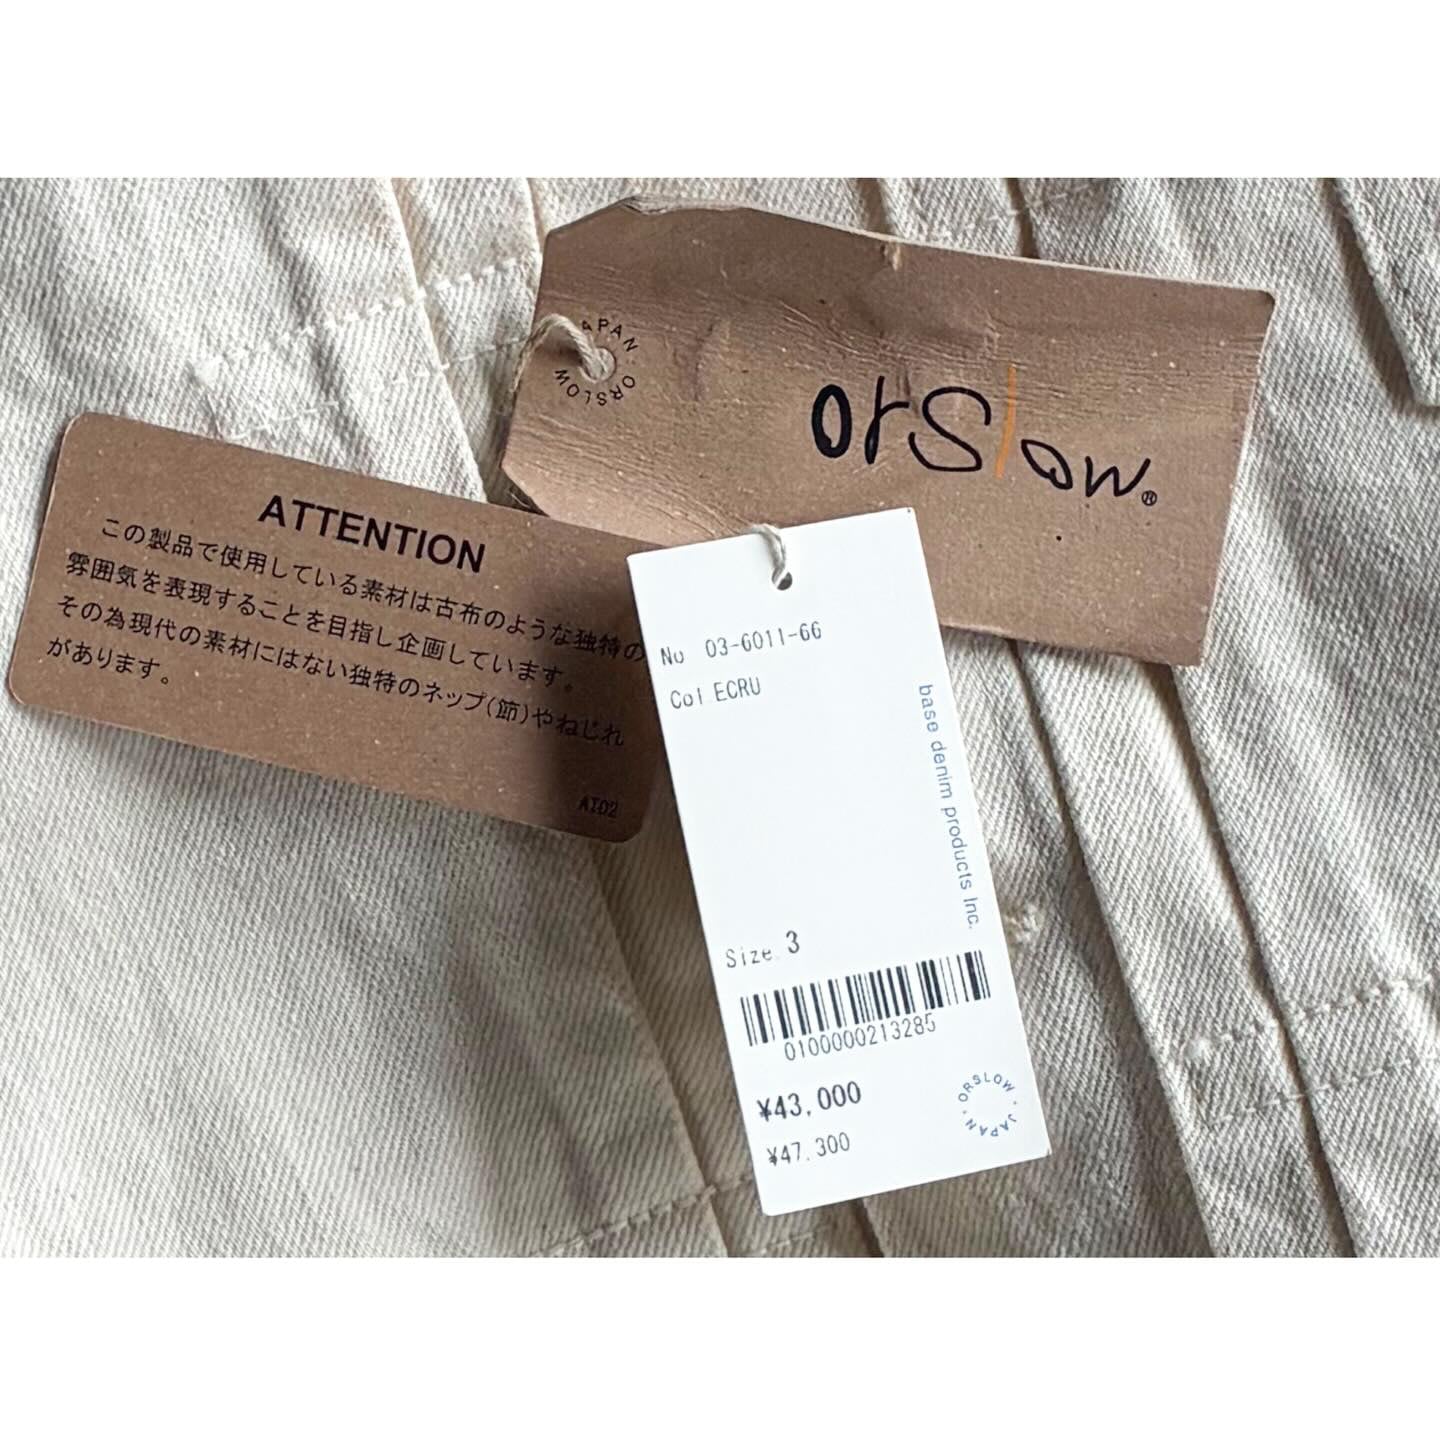 JAPAN · ORSLOW ·
orSlow®
ATTENTION
この製品で使用している素材は古布のような独特の
雰囲気を表現することを目指し企画しています。
その為現代の素材にはない独特のネップ(節)やねじれ
があります。
AI02
No 03-6011-66
Col ECRU
base denim products Inc.
Size 3
0100000213285
¥43,000
¥47,300
ORSLOW · JAPAN ·